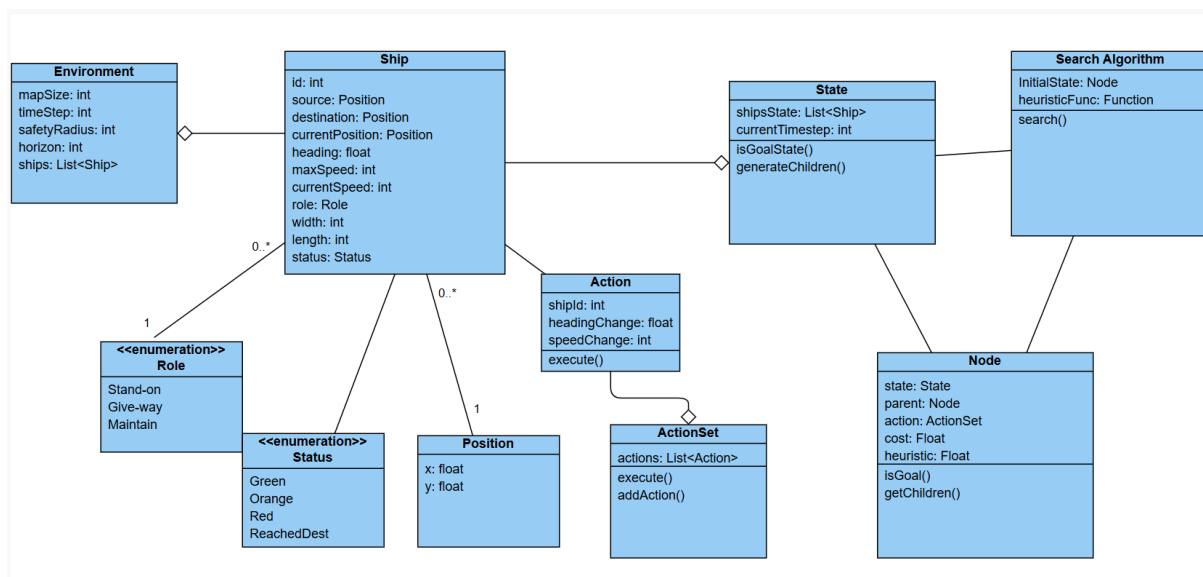 Environment
mapSize: int
timeStep: int
safetyRadius: int
horizon: int
ships: List<Ship>
Ship
id: int
source: Position
destination: Position
currentPosition: Position
heading: float
maxSpeed: int
currentSpeed: int
role: Role
width: int
length: int
status: Status
State
shipsState: List<Ship>
currentTimestep: int
isGoalState()
generateChildren()
Search Algorithm
InitialState: Node
heuristicFunc: Function
search()
0..*
1
0..*
1
<<enumeration>>
Role
Stand-on
Give-way
Maintain
<<enumeration>>
Status
Green
Orange
Red
ReachedDest
Position
x: float
y: float
Action
shipId: int
headingChange: float
speedChange: int
execute()
ActionSet
actions: List<Action>
execute()
addAction()
Node
state: State
parent: Node
action: ActionSet
cost: Float
heuristic: Float
isGoal()
getChildren()